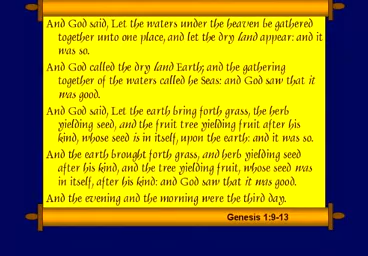 And God said, Let the waters under the heaven be gathered
together unto one place, and let the dry land appear: and it
was so.
And God called the dry land Earth; and the gathering
together of the waters called he Seas: and God saw that it
was good.
And God said, Let the earth bring forth grass, the herb
yielding seed, and the fruit tree yielding fruit after his
kind, whose seed is in itself, upon the earth: and it was so.
And the earth brought forth grass, and herb yielding seed
after his kind, and the tree yielding fruit, whose seed was
in itself, after his kind: and God saw that it was good.
And the evening and the morning were the third day.
Genesis 1:9-13